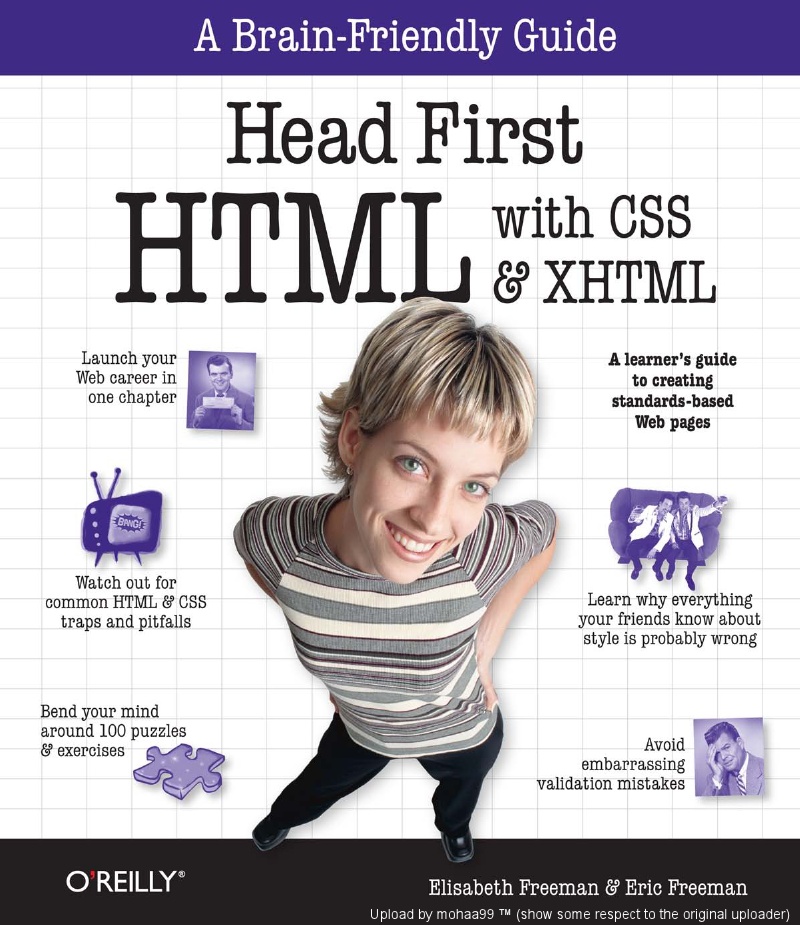 A Brain-Friendly Guide
Head First
HTML with CSS
& XHTML
Launch your
Web career in
one chapter
A learner's guide
to creating
standards-based
Web pages
BANG!
Watch out for
common HTML & CSS
traps and pitfalls
Learn why everything
your friends know about
style is probably wrong
Bend your mind
around 100 puzzles
& exercises
Avoid
embarrassing
validation mistakes
O'REILLY®
Elisabeth Freeman & Eric Freeman
Upload by mohaa99 ™ (show some respect to the original uploader)